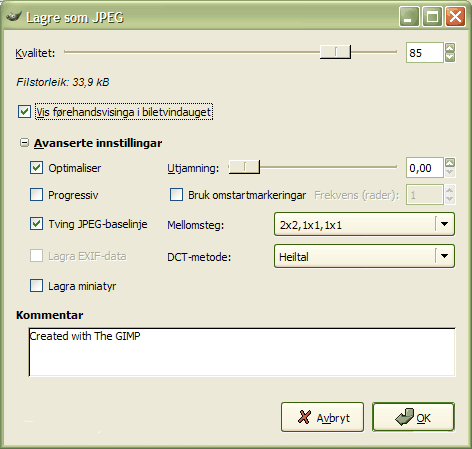 Lagre som JPEG
Kvalitet: 85
Filstorleik: 33,9 kB
Vis førehandsvisinga i biletvindauget
Avanserte innstillingar
Optimaliser Utjamning: 0,00
Progressiv Bruk omstartmarkeringar Frekvens (rader): 1
Tving JPEG-baselinje Mellomsteg: 2x2,1x1,1x1
Lagra EXIF-data DCT-metode: Heiltal
Lagra miniatyr
Kommentar
Created with The GIMP
Avbryt OK